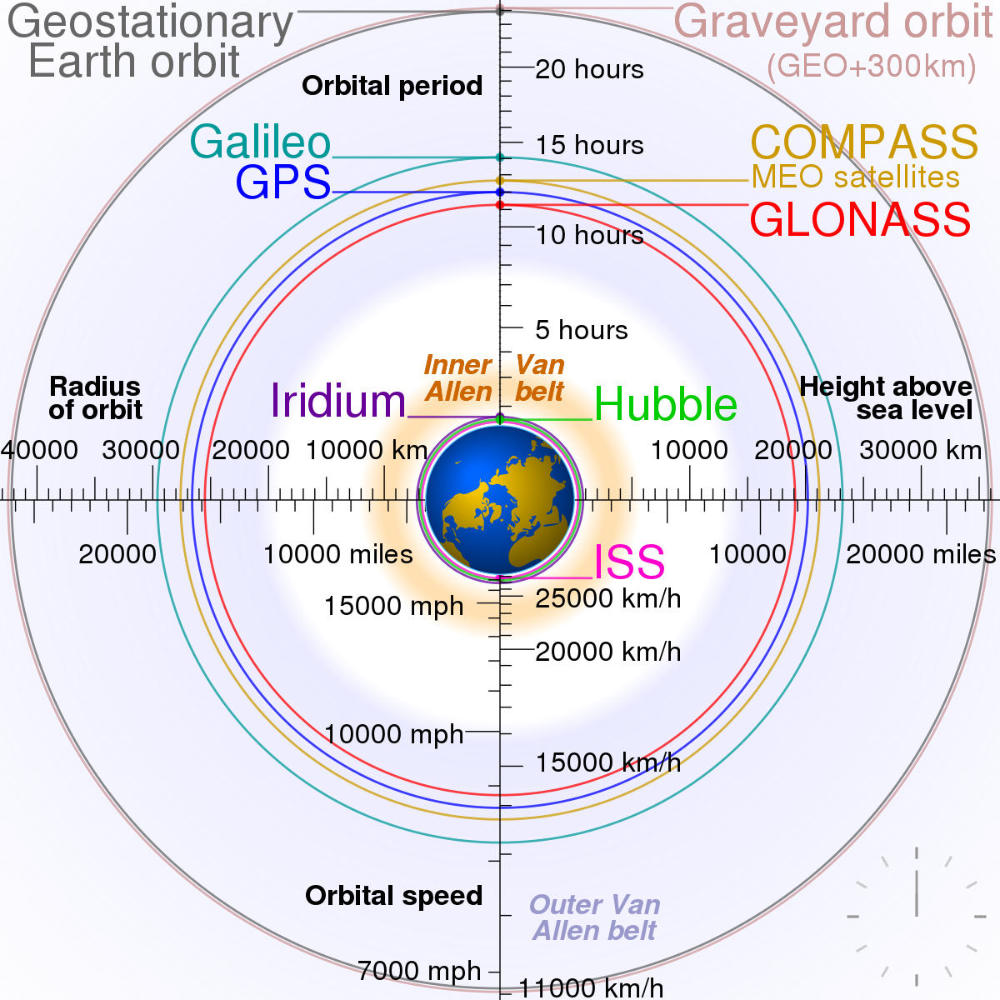 Geostationary
Earth orbit
Graveyard orbit
(GEO+300km)
20 hours
Orbital period
Galileo
15 hours
COMPASS
MEO satellites
GPS
GLONASS
10 hours
5 hours
Inner Van
Allen belt
Radius
of orbit
Iridium
Hubble
Height above
sea level
40000 30000 20000 10000 km
10000 20000 30000 km
20000 10000 miles
10000 20000 miles
ISS
15000 mph
25000 km/h
20000 km/h
10000 mph
15000 km/h
Orbital speed
Outer Van
Allen belt
7000 mph
11000 km/h